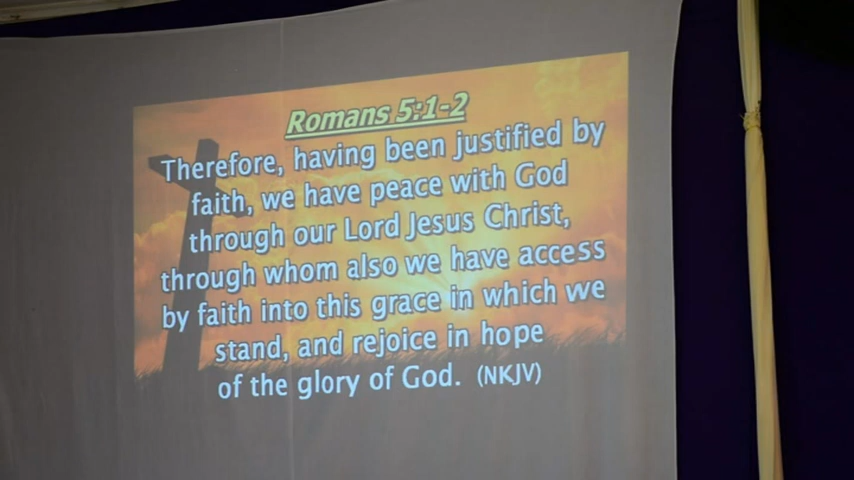 Romans 5:1-2
Therefore, having been justified by
faith, we have peace with God
through our Lord Jesus Christ,
through whom also we have access
by faith into this grace in which we
stand, and rejoice in hope
of the glory of God. (NKJV)